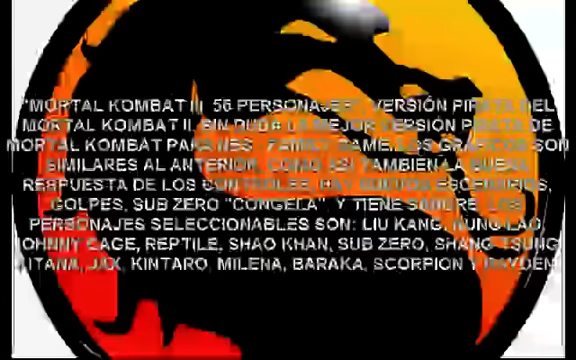 "MORTAL KOMBAT II 56 PERSONAJES", VERSIÓN PIRATA DEL
MORTAL KOMBAT II, SIN DUDA LA MEJOR VERSIÓN PIRATA DE
MORTAL KOMBAT PARA NES / FAMILY GAME. LOS GRÁFICOS SON
SIMILARES AL ANTERIOR, COMO ASI TAMBIEN LA BUENA
RESPUESTA DE LOS CONTROLES, HAY NUEVOS ESCENARIOS,
GOLPES, SUB ZERO "CONGELA" Y TIENE SANGRE. LOS
PERSONAJES SELECCIONABLES SON: LIU KANG, KUNG LAO,
JOHNNY CAGE, REPTILE, SHAO KHAN, SUB ZERO, SHANG TSUNG
KITANA, JAX, KINTARO, MILENA, BARAKA, SCORPION Y RAYDEN.